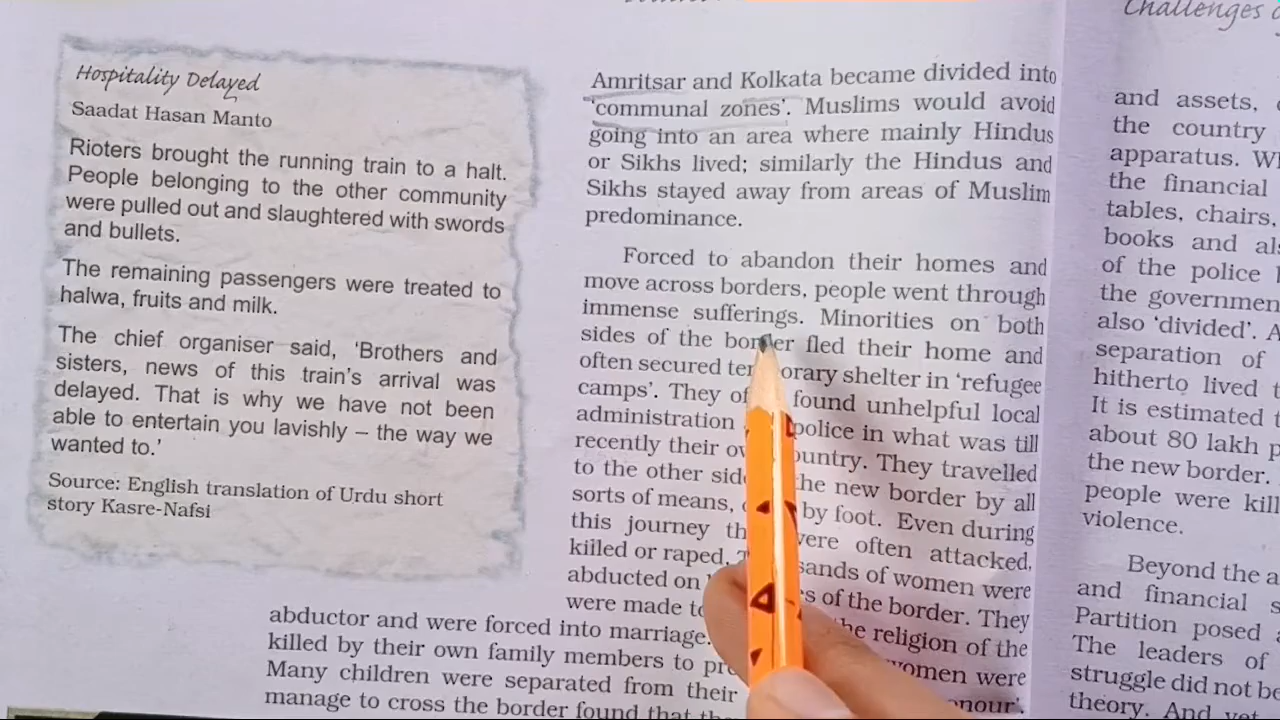 Challenges
Hospitality Delayed
Saadat Hasan Manto
Rioters brought the running train to a halt.
People belonging to the other community
were pulled out and slaughtered with swords
and bullets.
The remaining passengers were treated to
halwa, fruits and milk.
The chief organiser said, ‘Brothers and
sisters, news of this train’s arrival was
delayed. That is why we have not been
able to entertain you lavishly – the way we
wanted to.’
Source: English translation of Urdu short
story Kasre-Nafsi
Amritsar and Kolkata became divided into
‘communal zones’. Muslims would avoid
going into an area where mainly Hindus
or Sikhs lived; similarly the Hindus and
Sikhs stayed away from areas of Muslim
predominance.
Forced to abandon their homes and
move across borders, people went through
immense sufferings. Minorities on both
sides of the border fled their home and
often secured temporary shelter in ‘refugee
camps’. They found unhelpful local
administration police in what was till
recently their country. They travelled
to the other the new border by all
sorts of means, by foot. Even during
this journey were often attacked,
killed or raped. of women were
abducted on of the border. They
were made to the religion of the
abductor and were forced into marriage.
killed by their own family members to women were
Many children were separated from their
manage to cross the border found that
and assets,
the country
apparatus.
the financial
tables, chairs,
books and
of the police
the
also ‘divided’.
separation of
hitherto lived
It is estimated
about 80 lakh
the new border.
people were
violence.
Beyond the
and financial
Partition posed
The leaders of
struggle did not
theory. And yet